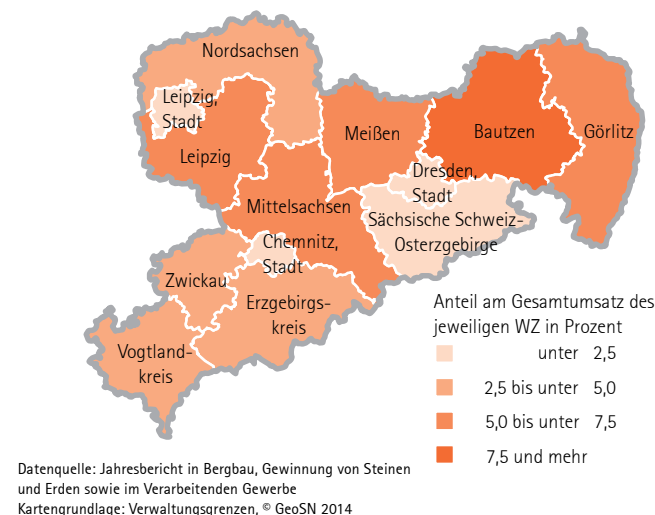 Nordsachsen
Leipzig,
Stadt
Leipzig
Meißen
Bautzen
Görlitz
Dresden,
Stadt
Mittelsachsen
Sächsische Schweiz-
Osterzgebirge
Chemnitz,
Stadt
Zwickau
Erzgebirgs-
kreis
Vogtland-
kreis
Anteil am Gesamtumsatz des
jeweiligen WZ in Prozent
unter 2,5
2,5 bis unter 5,0
5,0 bis unter 7,5
7,5 und mehr
Datenquelle: Jahresbericht in Bergbau, Gewinnung von Steinen
und Erden sowie im Verarbeitenden Gewerbe
Kartengrundlage: Verwaltungsgrenzen, © GeoSN 2014